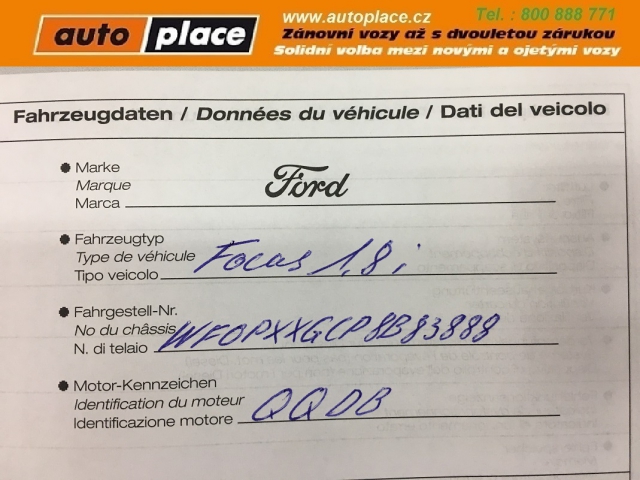 auto place
www.autoplace.cz
Tel. : 800 888 771
Zánovní vozy až s dvouletou zárukou
Solidní volba mezi novými a ojetými vozy
Fahrzeugdaten / Données du véhicule / Dati del veicolo
Marke
Marque
Marca
Ford
Fahrzeugtyp
Type de véhicule
Tipo veicolo
Focus 1,8i
Fahrgestell-Nr.
No du châssis
N. di telaio
WF0PXXGCP8B83888
Motor-Kennzeichen
Identification du moteur
Identificazione motore
QQDB